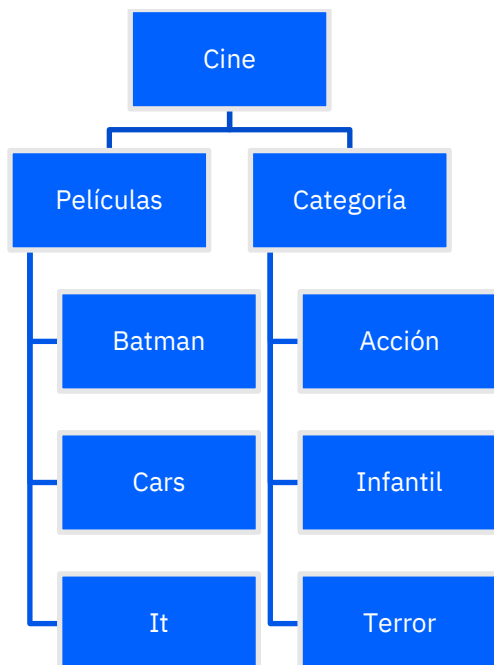 Cine
Películas
Categoría
Batman
Acción
Cars
Infantil
It
Terror